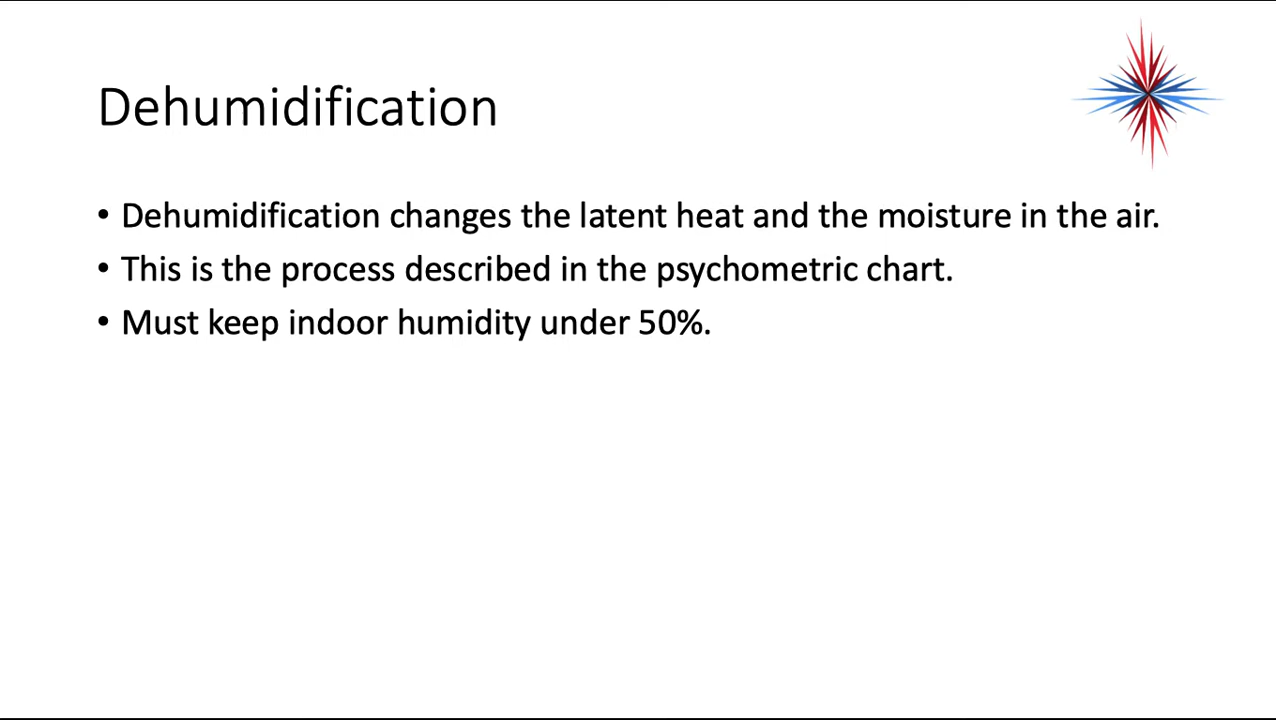 Dehumidification
• Dehumidification changes the latent heat and the moisture in the air.
• This is the process described in the psychometric chart.
• Must keep indoor humidity under 50%.